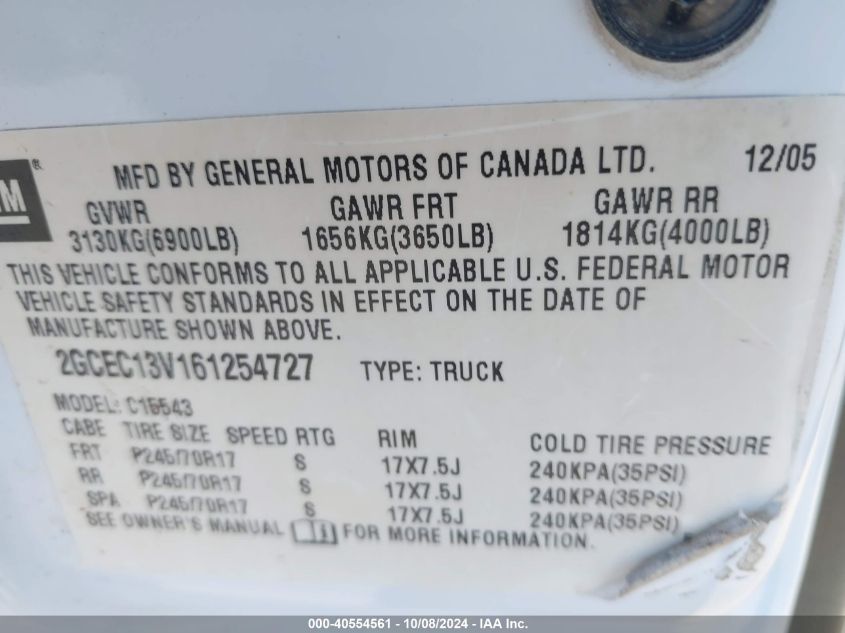 MFD BY GENERAL MOTORS OF CANADA LTD. 12/05
GVWR GAWR FRT GAWR RR
3130KG(6900LB) 1656KG(3650LB) 1814KG(4000LB)
THIS VEHICLE CONFORMS TO ALL APPLICABLE U.S. FEDERAL MOTOR
VEHICLE SAFETY STANDARDS IN EFFECT ON THE DATE OF
MANUFACTURE SHOWN ABOVE.
2GCEC13V161254727 TYPE: TRUCK
MODEL: C15543
CABE TIRE SIZE SPEED RTG RIM COLD TIRE PRESSURE
FRT P245/70R17 S 17X7.5J 240KPA(35PSI)
RR P245/70R17 S 17X7.5J 240KPA(35PSI)
SPA P245/70R17 S 17X7.5J 240KPA(35PSI)
SEE OWNER'S MANUAL FOR MORE INFORMATION.
000-40554561 - 10/08/2024 - IAA Inc.